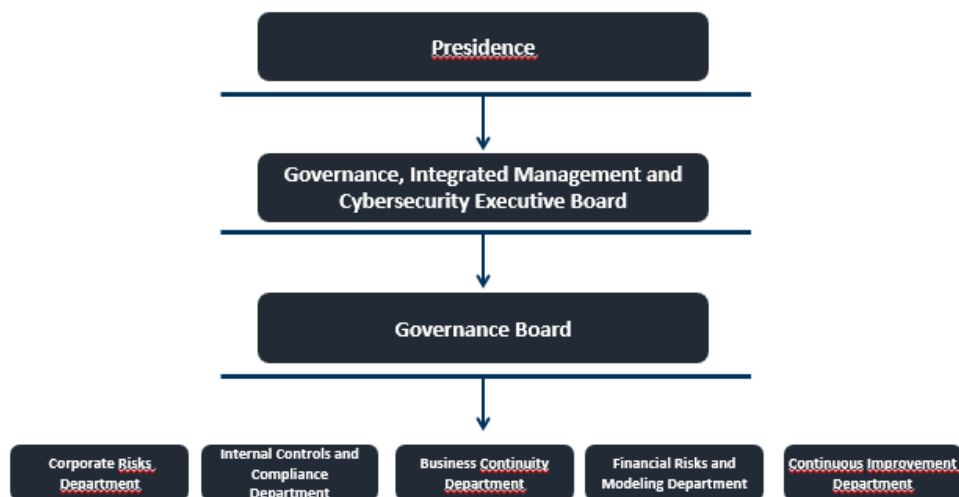 Presidence
Governance, Integrated Management and
Cybersecurity Executive Board
Governance Board
Corporate Risks
Department
Internal Controls and
Compliance
Department
Business Continuity
Department
Financial Risks and
Modeling Department
Continuous Improvement
Department